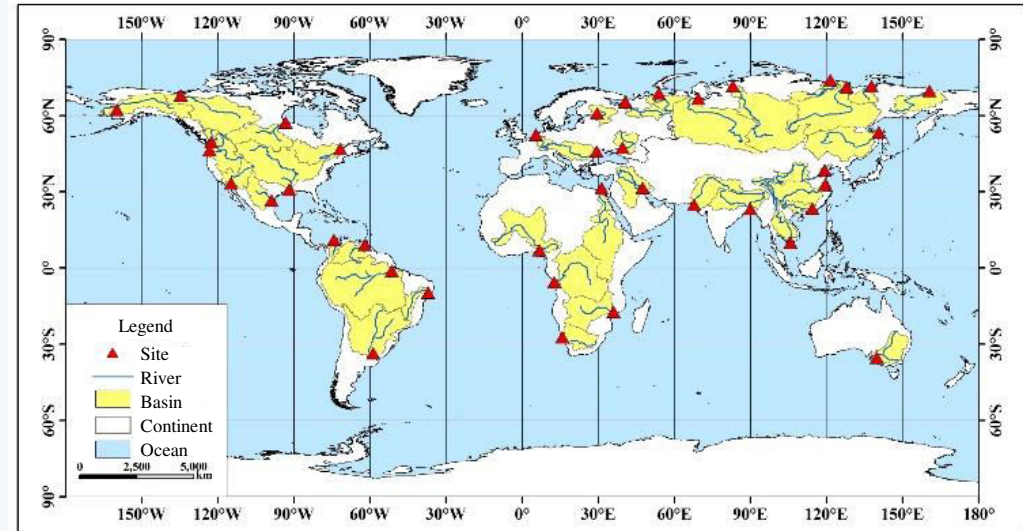 150°W 120°W 90°W 60°W 30°W 0° 30°E 60°E 90°E 120°E 150°E
90° 90°
60°N 60°N
30°N 30°N
0° 0°
30°S 30°S
60°S 60°S
90° 90°
Legend
Site
River
Basin
Continent
Ocean
0 2,500 5,000
km
150°W 120°W 90°W 60°W 30°W 0° 30°E 60°E 90°E 120°E 150°E 180°